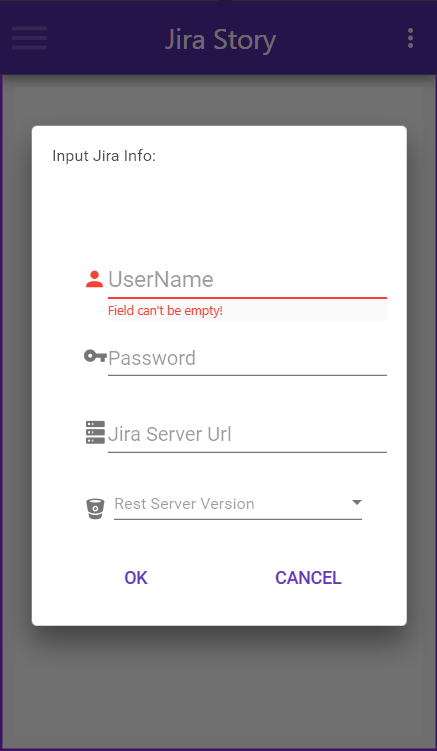 Jira Story
Input Jira Info:
UserName
Field can't be empty!
Password
Jira Server Url
Rest Server Version
OK CANCEL